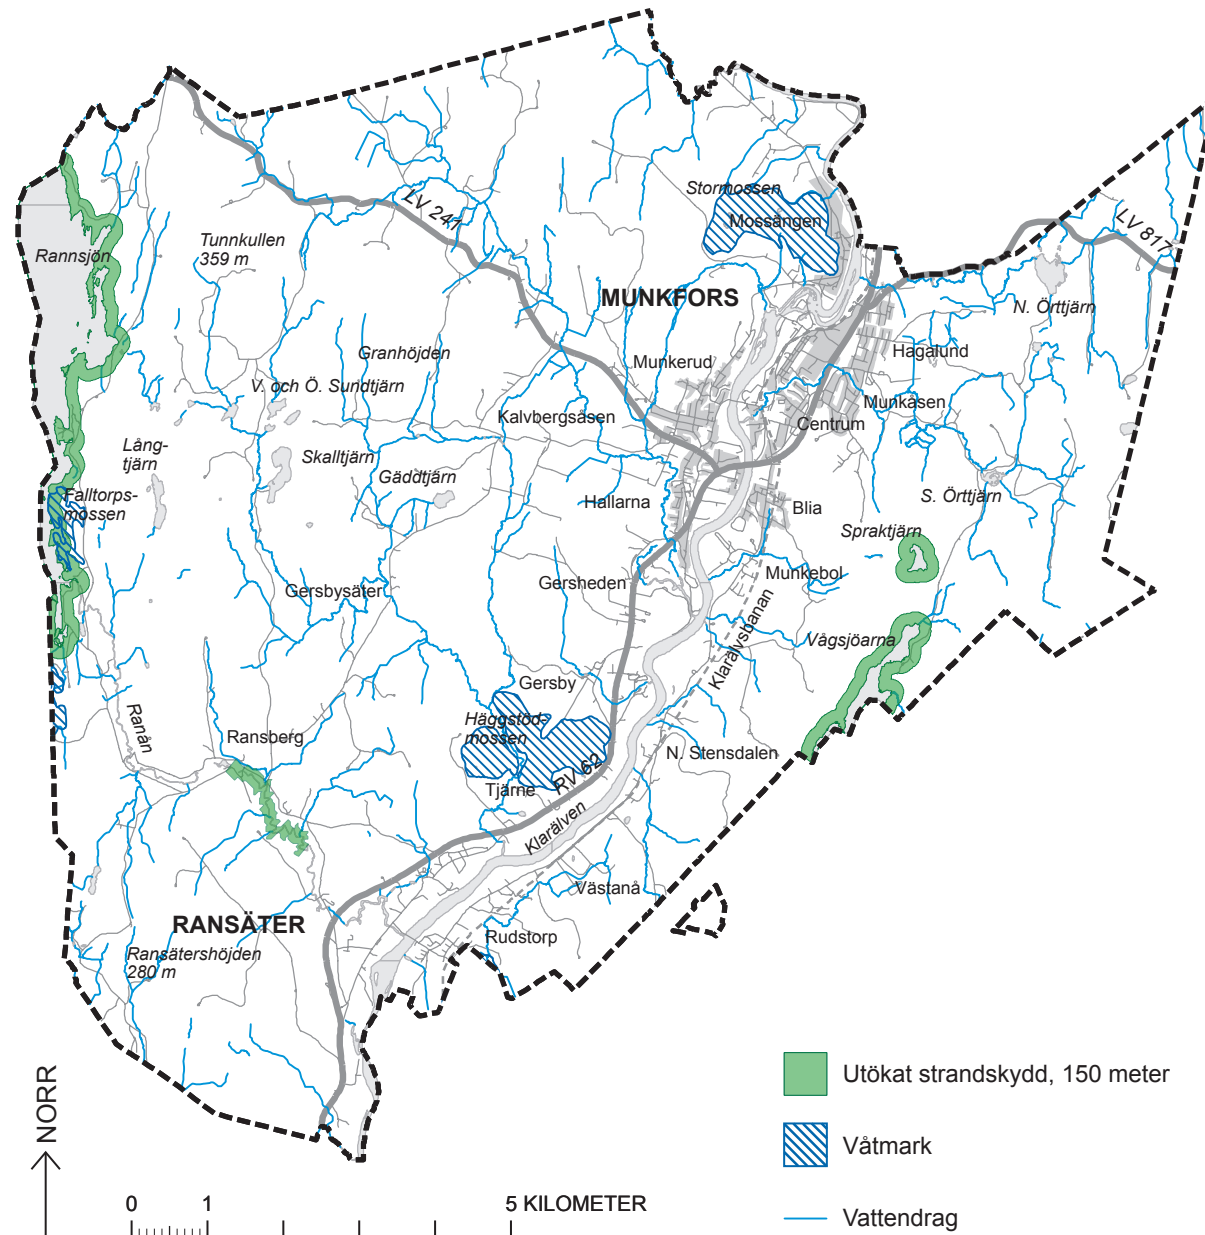 Stormossen
Mossängen
LV 241
LV 817
Tunnkullen
359 m
Rannsjön
MUNKFORS
N. Örttjärn
Granhöjden
Munkerud
Hagalund
V. och Ö. Sundtjärn
Munkåsen
Kalvbergsåsen
Centrum
Lång-
tjärn
Skalltjärn
Gäddtjärn
Falltorps-
mossen
Hallarna
Blia
S. Örttjärn
Spraktjärn
Gersheden
Munkebol
Gersbysäter
Klarälvsbanan
Vågsjöarna
Gersby
Ranån
Ransberg
Häggstöd-
mossen
N. Stensdalen
Tjärne
RV 62
Klarälven
Västanå
RANSÄTER
Rudstorp
Ransätershöjden
280 m
NORR
0 1 5 KILOMETER
Utökat strandskydd, 150 meter
Våtmark
Vattendrag